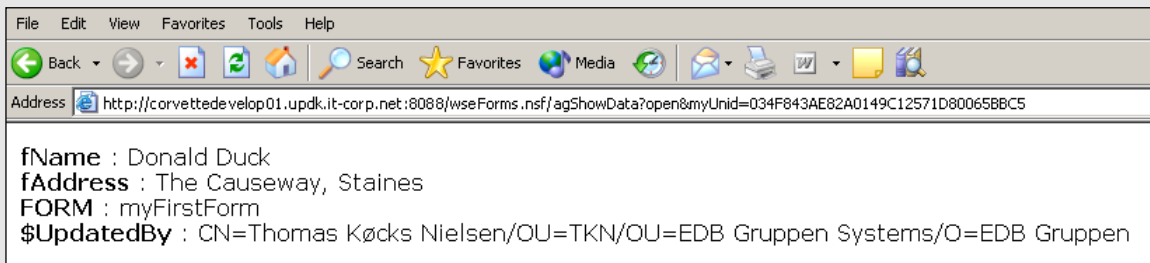 File Edit View Favorites Tools Help
Back Search Favorites Media
Address http://corvettedevelop01.updk.it-corp.net:8088/wseForms.nsf/agShowData?open&myUnid=034F843AE82A0149C12571D80065BBC5
fName : Donald Duck
fAddress : The Causeway, Staines
FORM : myFirstForm
$UpdatedBy : CN=Thomas Køcks Nielsen/OU=TKN/OU=EDB Gruppen Systems/O=EDB Gruppen